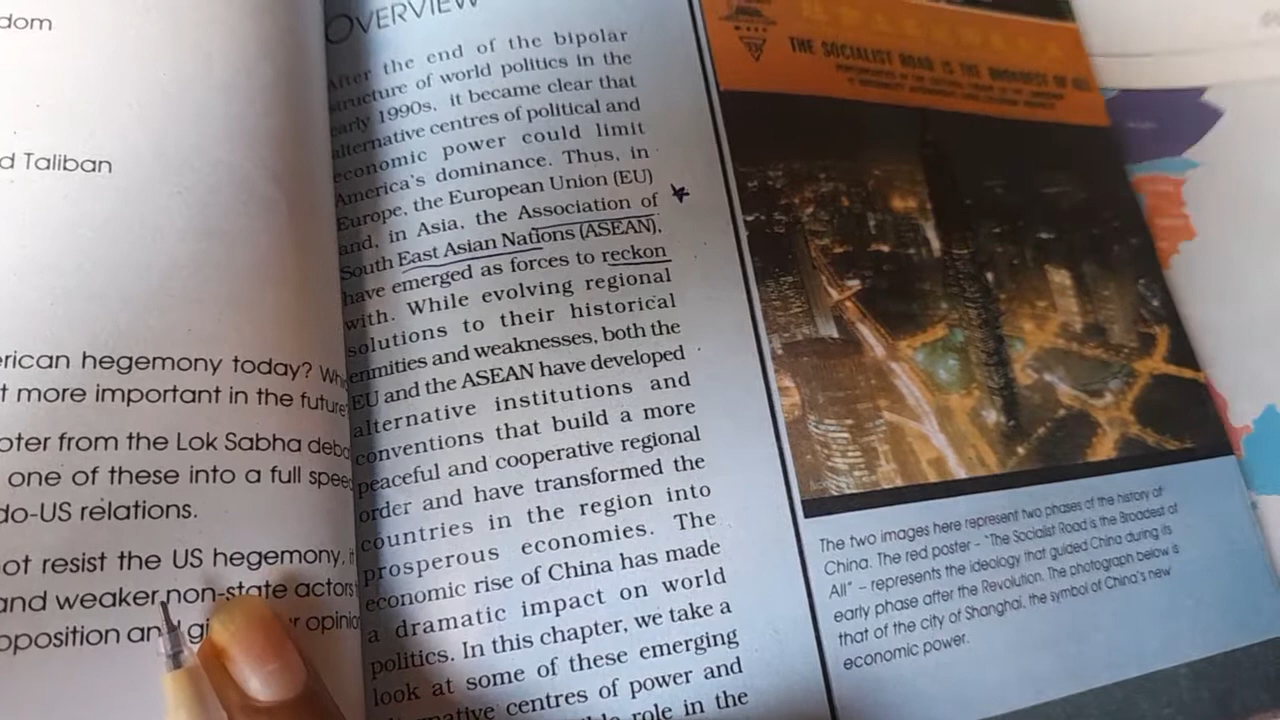 dom
d Taliban
rican hegemony today? Wh
t more important in the future
pter from the Lok Sabha deba
one of these into a full spee
do-US relations.
ot resist the US hegemony, it
and weaker non-state actors
opposition an gi r opinio
OVERVIEW
After the end of the bipolar
structure of world politics in the
early 1990s, it became clear that
alternative centres of political and
economic power could limit
America's dominance. Thus, in
Europe, the European Union (EU)
and, in Asia, the Association of
South East Asian Nations (ASEAN),
have emerged as forces to reckon
with. While evolving regional
solutions to their historical
enmities and weaknesses, both the
EU and the ASEAN have developed
alternative institutions and
conventions that build a more
peaceful and cooperative regional
order and have transformed the
countries in the region into
prosperous economies. The
economic rise of China has made
a dramatic impact on world
politics. In this chapter, we take a
look at some of these emerging
native centres of power and
role in the
THE SOCIALIST ROAD IS THE BROADEST OF
The two images here represent two phases of the history of
China. The red poster – "The Socialist Road is the Broadest of
All" – represents the ideology that guided China during its
early phase after the Revolution. The photograph below is
that of the city of Shanghai, the symbol of China's new
economic power.